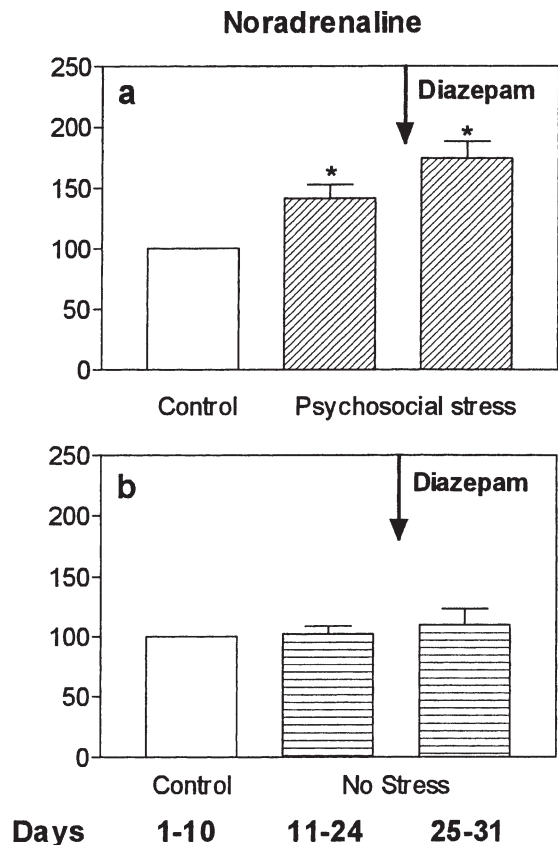 Noradrenaline
250
a
Diazepam
200
*
*
150
100
50
0
Control Psychosocial stress
250
b
Diazepam
200
150
100
50
0
Control No Stress
Days 1-10 11-24 25-31